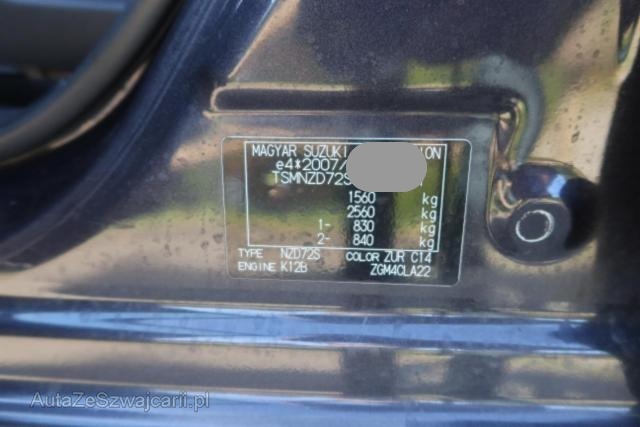 MAGYAR SUZUKI
e4*2007/
TSMNZD72S
1560 kg
2560 kg
1- 830 kg
2- 840 kg
TYPE NZD72S COLOR ZUR C14
ENGINE K12B ZGM4CLA22
AutaZeSzwajcarii.pl